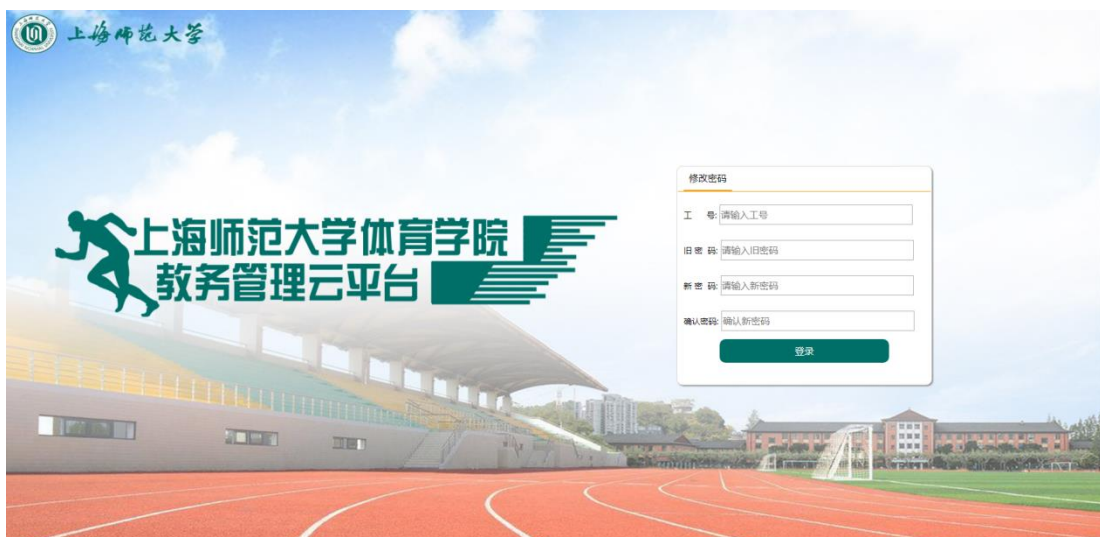 上海师范大学
上海师范大学体育学院
教务管理云平台
修改密码
工 号: 请输入工号
旧 密 码: 请输入旧密码
新 密 码: 请输入新密码
确认密码: 确认新密码
登录